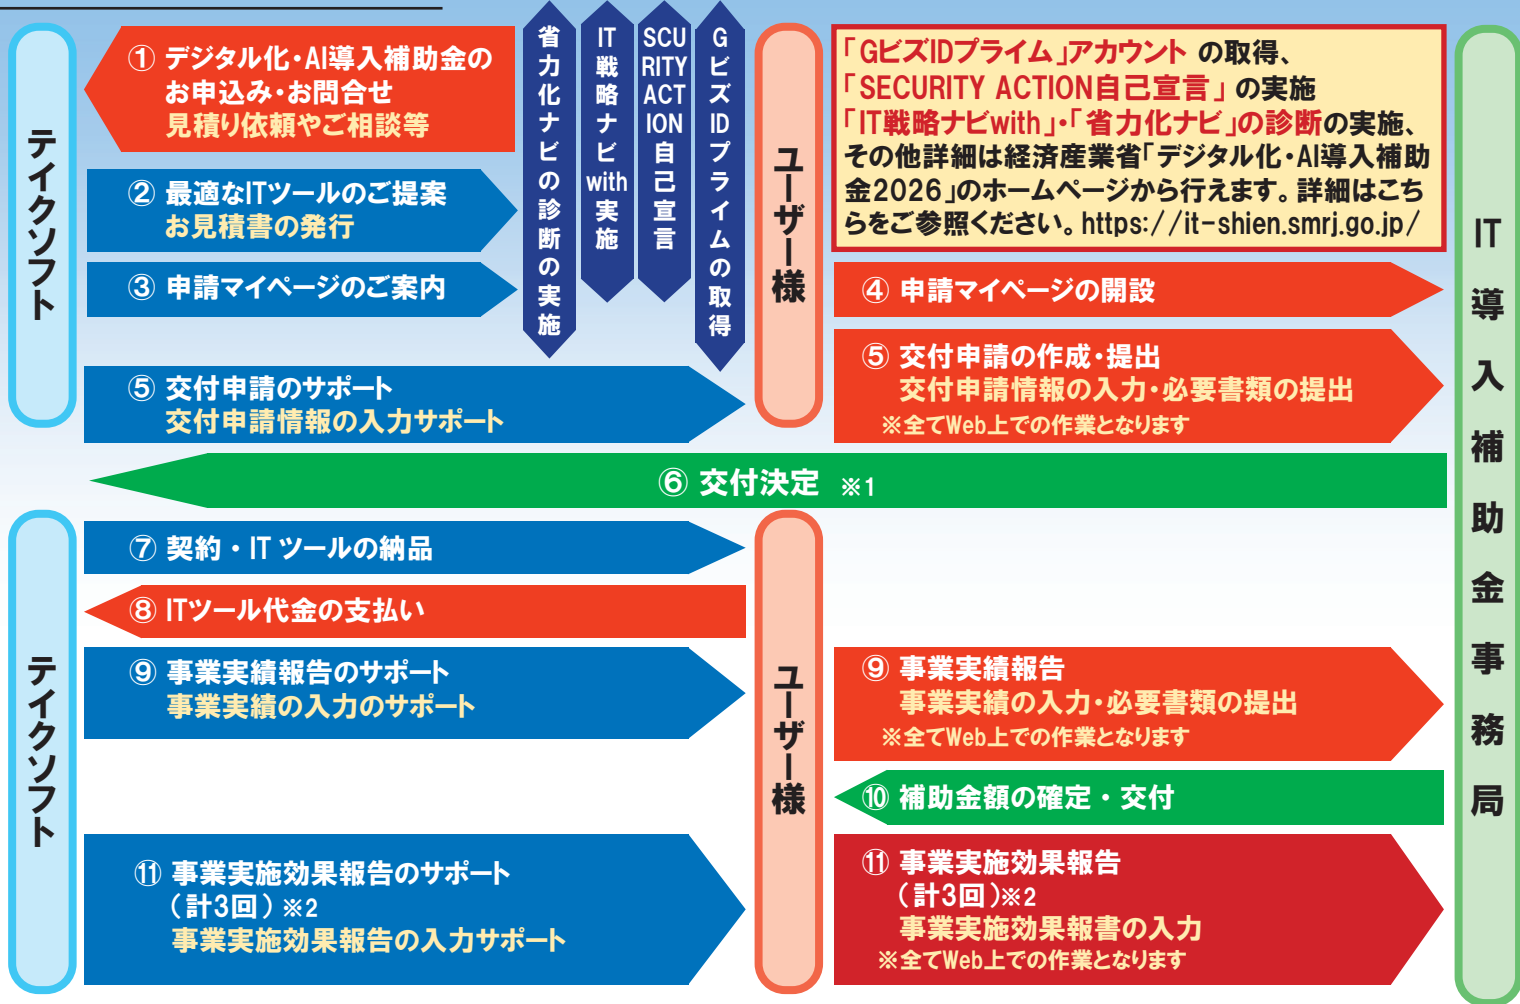 テイクソフト
① デジタル化・AI導入補助金の
お申込み・お問合せ
見積り依頼やご相談等
② 最適なITツールのご提案
お見積書の発行
③ 申請マイページのご案内
省力化ナビの診断の実施
IT戦略ナビwith実施
SCU
RITY
ACT
ION
自己宣言
GビズIDプライムの取得
ユーザー様
「GビズIDプライム」アカウント の取得、
「SECURITY ACTION自己宣言」の実施
「IT戦略ナビwith」・「省力化ナビ」の診断の実施、
その他詳細は経済産業省「デジタル化・AI導入補助
金2026」のホームページから行えます。詳細はこち
らをご参照ください。https://it-shien.smrj.go.jp/
④ 申請マイページの開設
⑤ 交付申請のサポート
交付申請情報の入力サポート
⑤ 交付申請の作成・提出
交付申請情報の入力・必要書類の提出
※全てWeb上での作業となります
IT導入補助金事務局
⑥ 交付決定 ※1
テイクソフト
⑦ 契約・IT ツールの納品
⑧ ITツール代金の支払い
⑨ 事業実績報告のサポート
事業実績の入力のサポート
ユーザー様
⑨ 事業実績報告
事業実績の入力・必要書類の提出
※全てWeb上での作業となります
⑩ 補助金額の確定・交付
⑪ 事業実施効果報告のサポート
（計3回）※2
事業実施効果報告の入力サポート
⑪ 事業実施効果報告
（計3回）※2
事業実施効果報書の入力
※全てWeb上での作業となります